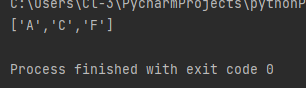 C:\Users\CL-3\PycharmProjects\pythonP
['A','C','F']
Process finished with exit code 0